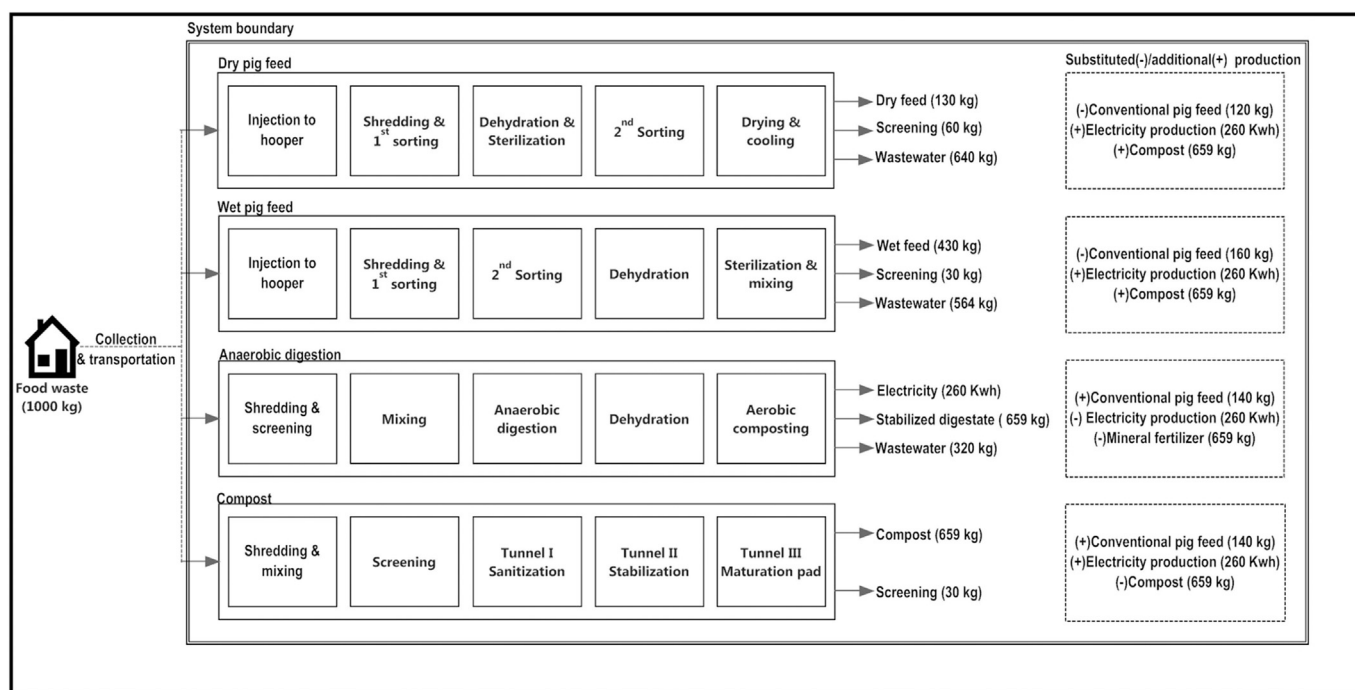 System boundary
Dry pig feed
Injection to
hooper
Shredding &
1st sorting
Dehydration &
Sterilization
2nd Sorting
Drying &
cooling
Dry feed (130 kg)
Screening (60 kg)
Wastewater (640 kg)
Substituted(-)/additional(+) production
(-)Conventional pig feed (120 kg)
(+)Electricity production (260 Kwh)
(+)Compost (659 kg)
Wet pig feed
Injection to
hooper
Shredding &
1st sorting
2nd Sorting
Dehydration
Sterilization &
mixing
Wet feed (430 kg)
Screening (30 kg)
Wastewater (564 kg)
(-)Conventional pig feed (160 kg)
(+)Electricity production (260 Kwh)
(+)Compost (659 kg)
Collection
& transportation
Food waste
(1000 kg)
Anaerobic digestion
Shredding &
screening
Mixing
Anaerobic
digestion
Dehydration
Aerobic
composting
Electricity (260 Kwh)
Stabilized digestate ( 659 kg)
Wastewater (320 kg)
(+)Conventional pig feed (140 kg)
(-) Electricity production (260 Kwh)
(-)Mineral fertilizer (659 kg)
Compost
Shredding &
mixing
Screening
Tunnel I
Sanitization
Tunnel II
Stabilization
Tunnel III
Maturation pad
Compost (659 kg)
Screening (30 kg)
(+)Conventional pig feed (140 kg)
(+)Electricity production (260 Kwh)
(-)Compost (659 kg)